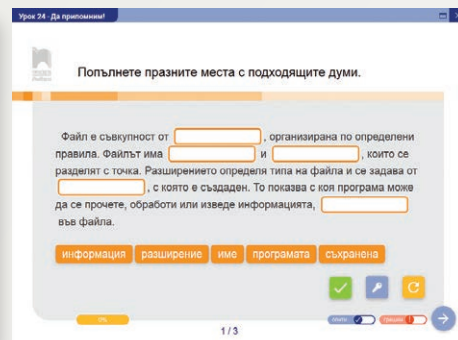 Урок 24 - Да припомним!
Попълнете празните места с подходящите думи.
Файл е съвкупност от , организирана по определени
правила. Файлът има и , които се
разделят с точка. Разширението определя типа на файла и се задава от
, с която е създаден. То показва с коя програма може
да се прочете, обработи или изведе информацията,
във файла.
информация разширение име програмата съхранена
1 / 3